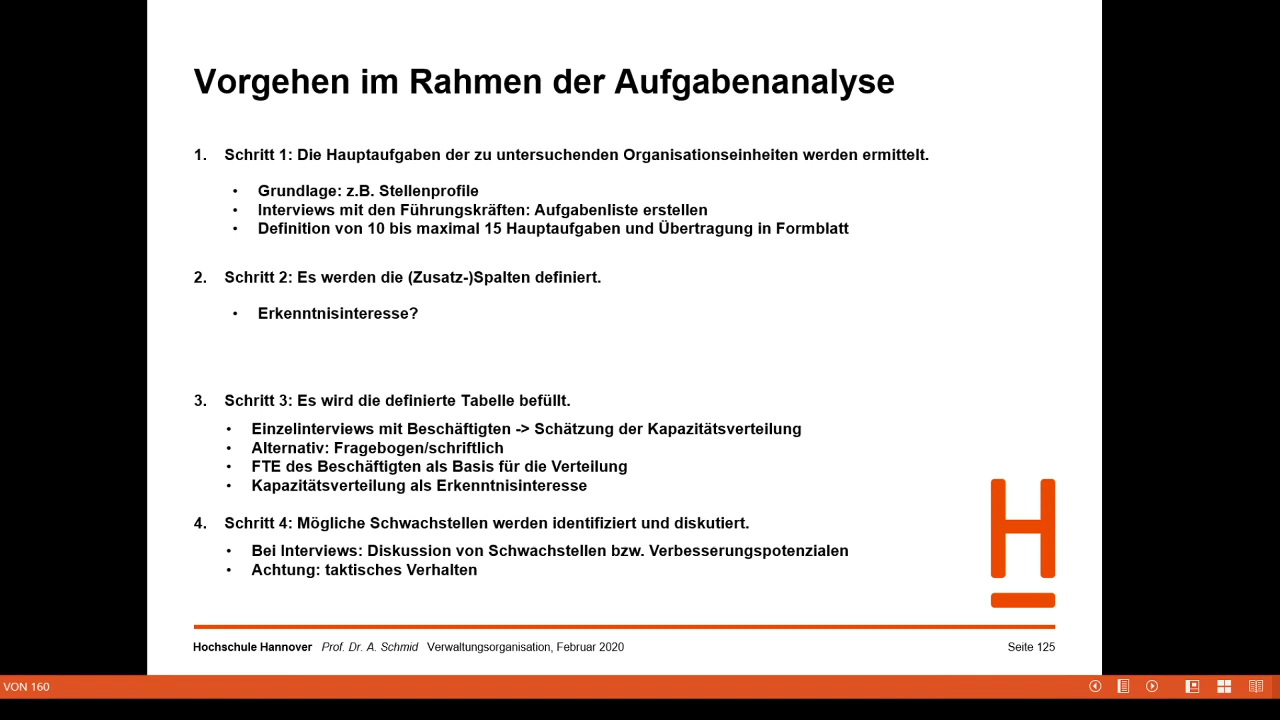 Vorgehen im Rahmen der Aufgabenanalyse
1. Schritt 1: Die Hauptaufgaben der zu untersuchenden Organisationseinheiten werden ermittelt.
• Grundlage: z.B. Stellenprofile
• Interviews mit den Führungskräften: Aufgabenliste erstellen
• Definition von 10 bis maximal 15 Hauptaufgaben und Übertragung in Formblatt
2. Schritt 2: Es werden die (Zusatz-)Spalten definiert.
• Erkenntnisinteresse?
3. Schritt 3: Es wird die definierte Tabelle befüllt.
• Einzelinterviews mit Beschäftigten -> Schätzung der Kapazitätsverteilung
• Alternativ: Fragebogen/schriftlich
• FTE des Beschäftigten als Basis für die Verteilung
• Kapazitätsverteilung als Erkenntnisinteresse
4. Schritt 4: Mögliche Schwachstellen werden identifiziert und diskutiert.
• Bei Interviews: Diskussion von Schwachstellen bzw. Verbesserungspotenzialen
• Achtung: taktisches Verhalten
H
Hochschule Hannover Prof. Dr. A. Schmid Verwaltungsorganisation, Februar 2020 Seite 125
VON 160